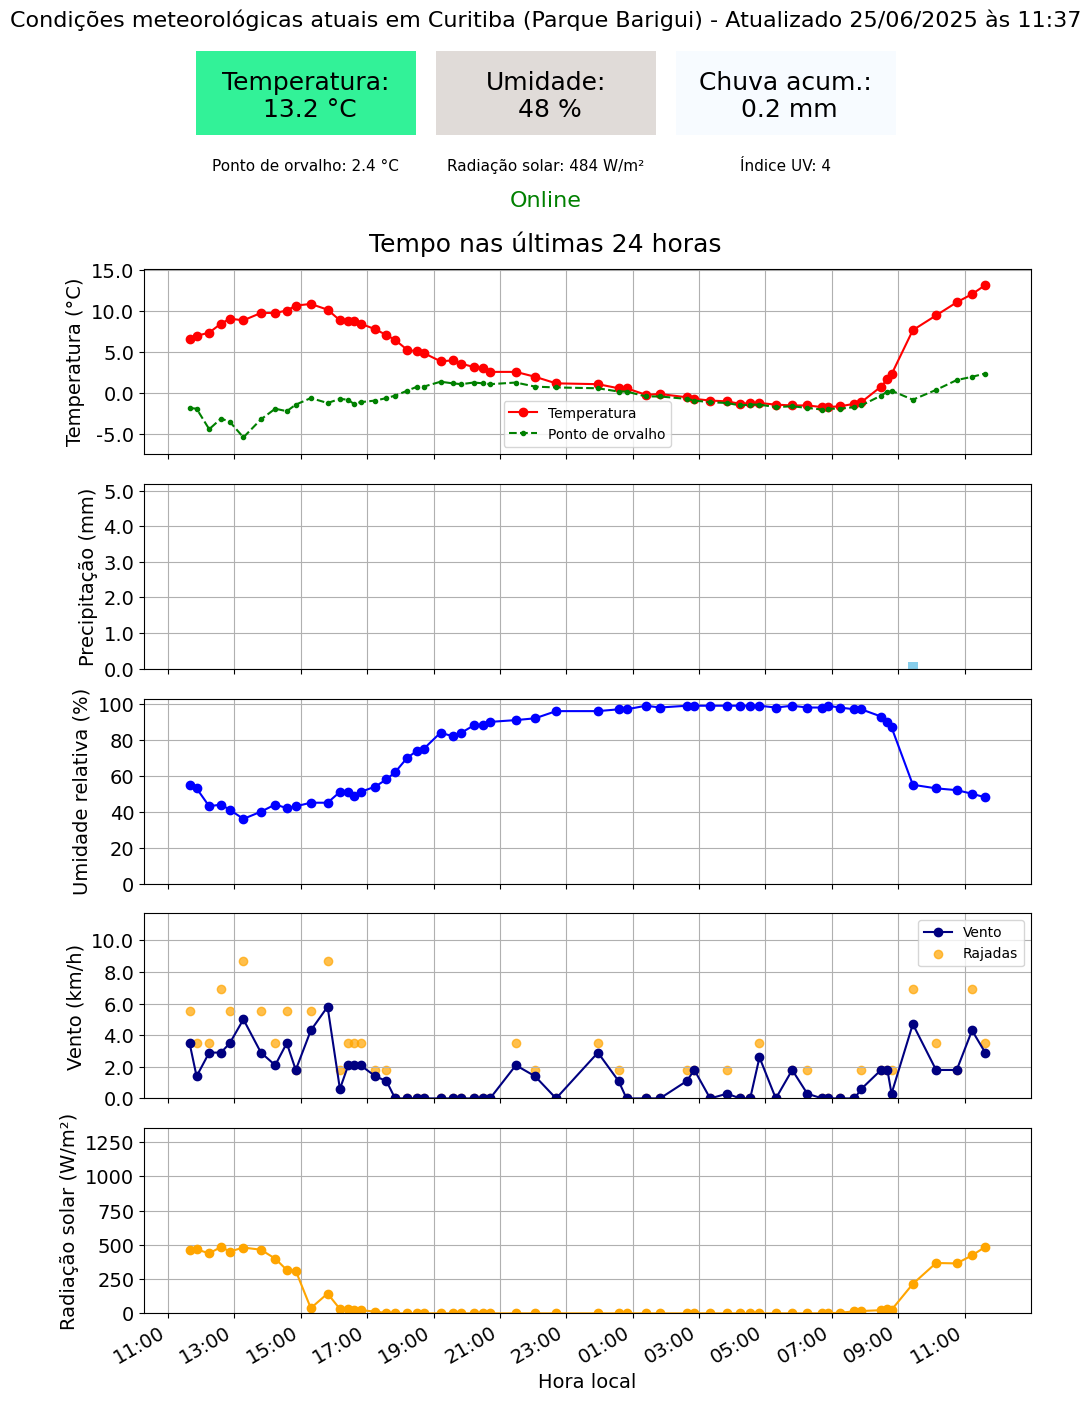 Condições meteorológicas atuais em Curitiba (Parque Barigui) - Atualizado 25/06/2025 às 11:37
Temperatura:
13.2 °C
Umidade:
48 %
Chuva acum.:
0.2 mm
Ponto de orvalho: 2.4 °C
Radiação solar: 484 W/m²
Índice UV: 4
Online
Tempo nas últimas 24 horas
Temperatura (°C)
15.0
10.0
5.0
0.0
-5.0
Temperatura
Ponto de orvalho
Precipitação (mm)
5.0
4.0
3.0
2.0
1.0
0.0
Umidade relativa (%)
100
80
60
40
20
0
Vento (km/h)
10.0
8.0
6.0
4.0
2.0
0.0
Vento
Rajadas
Radiação solar (W/m²)
1250
1000
750
500
250
0
11:00
13:00
15:00
17:00
19:00
21:00
23:00
01:00
03:00
05:00
07:00
09:00
11:00
Hora local